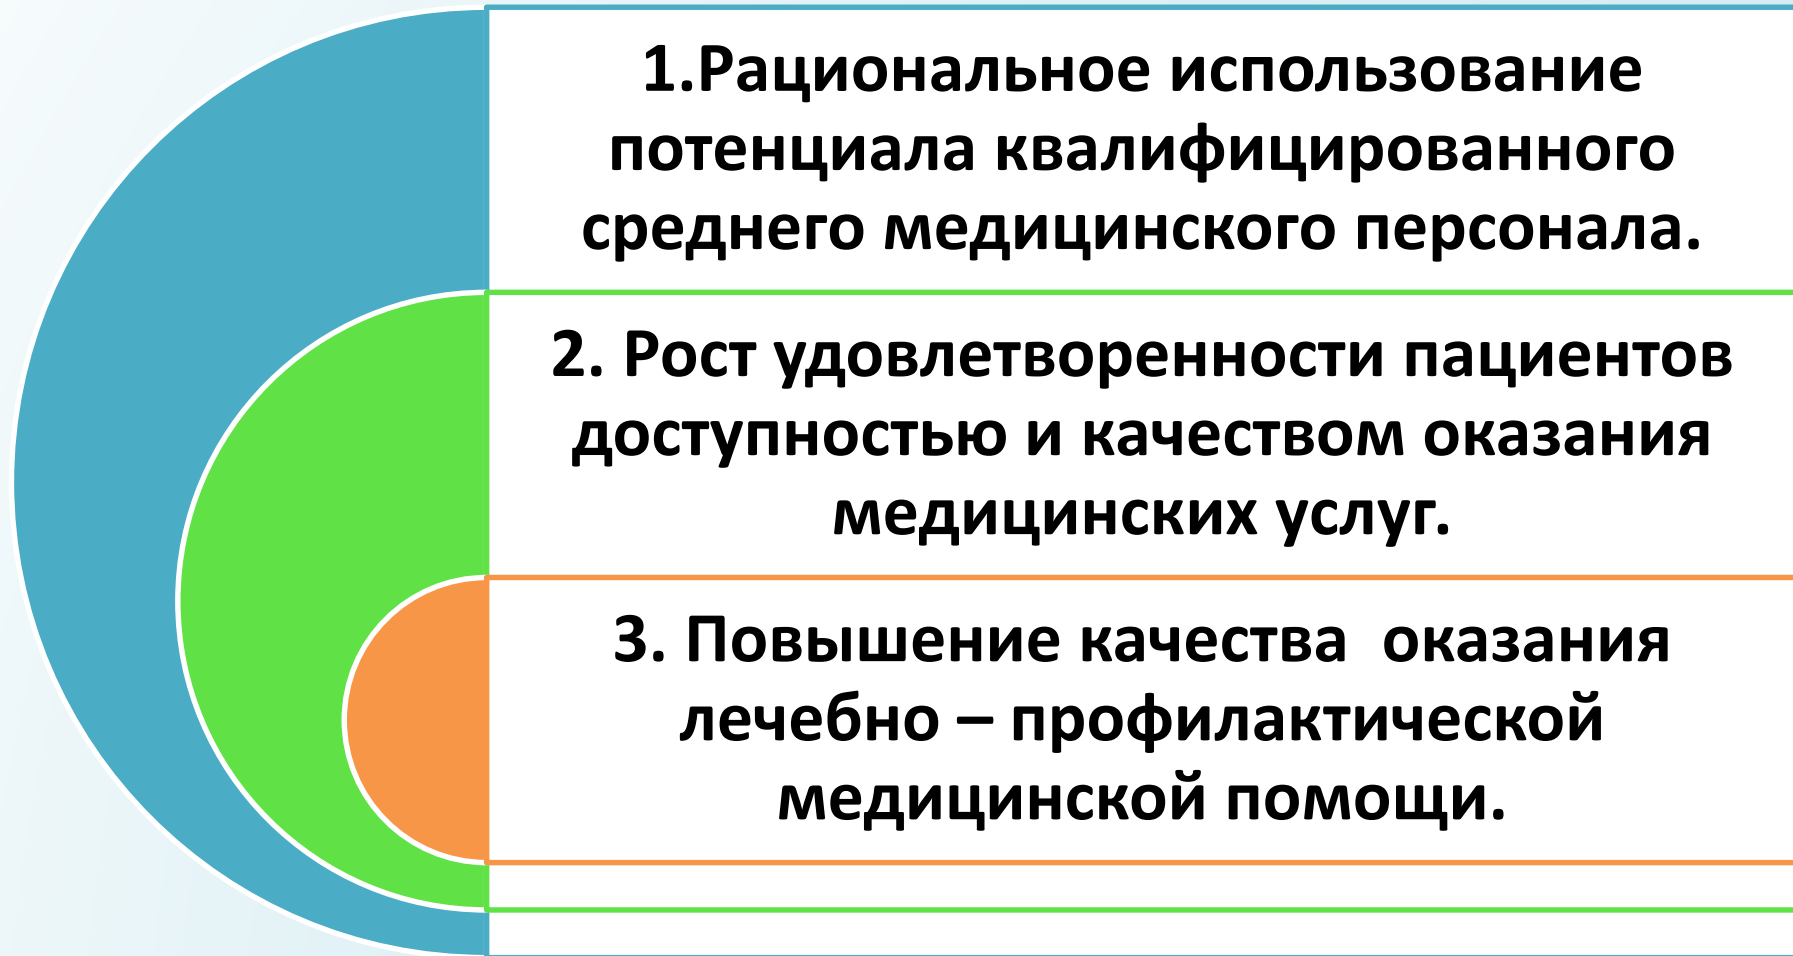 1.Рациональное использование
потенциала квалифицированного
среднего медицинского персонала.
2. Рост удовлетворенности пациентов
доступностью и качеством оказания
медицинских услуг.
3. Повышение качества  оказания
лечебно – профилактической
медицинской помощи.